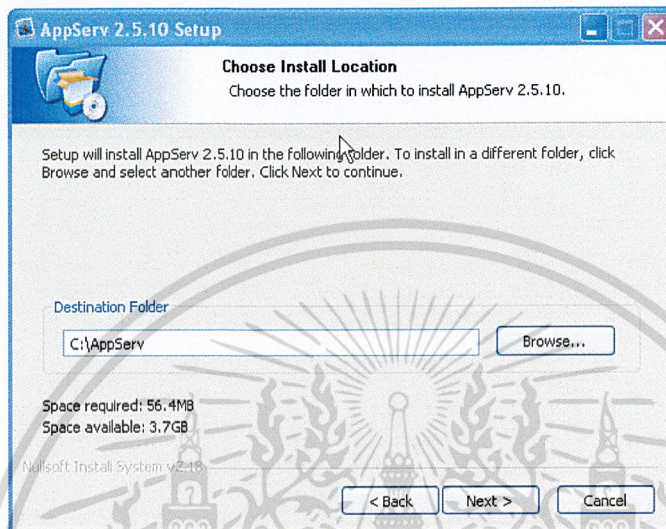 AppServ 2.5.10 Setup
Choose Install Location
Choose the folder in which to install AppServ 2.5.10.
Setup will install AppServ 2.5.10 in the following folder. To install in a different folder, click
Browse and select another folder. Click Next to continue.
Destination Folder
C:\AppServ
Browse...
Space required: 56.4MB
Space available: 3.7GB
Nullsoft Install System v2.18
< Back
Next >
Cancel